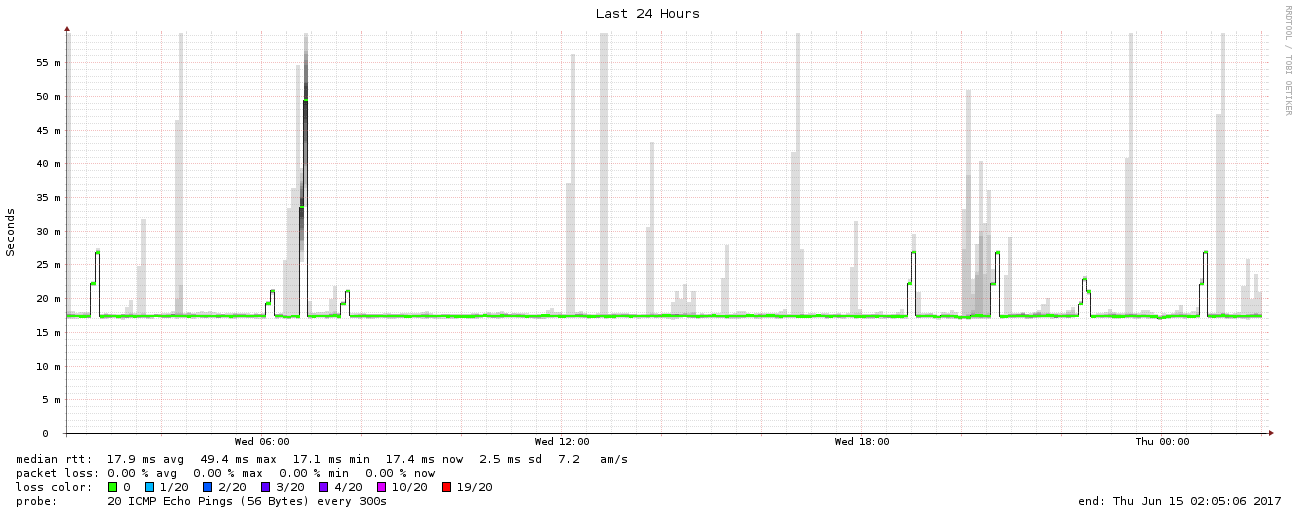 Last 24 Hours
RRDTOOL / TOBI OETIKER
Seconds
55 m
50 m
45 m
40 m
35 m
30 m
25 m
20 m
15 m
10 m
5 m
0
Wed 06:00 Wed 12:00 Wed 18:00 Thu 00:00
median rtt: 17.9 ms avg 49.4 ms max 17.1 ms min 17.4 ms now 2.5 ms sd 7.2 am/s
packet loss: 0.00 % avg 0.00 % max 0.00 % min 0.00 % now
loss color: 0 1/20 2/20 3/20 4/20 10/20 19/20
probe: 20 ICMP Echo Pings (56 Bytes) every 300s end: Thu Jun 15 02:05:06 2017